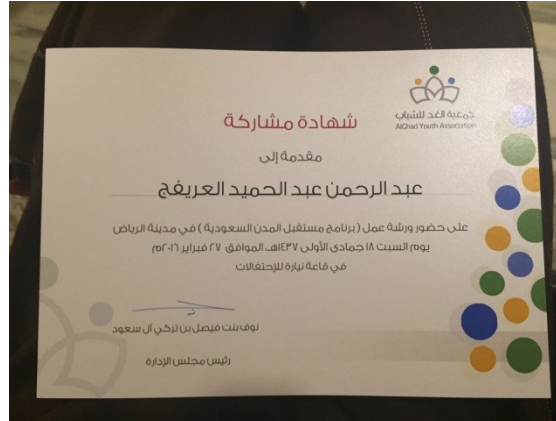 جمعية الغد للشباب
AlGhad Youth Association
شهادة مشاركة
مقدمة إلى
عبد الرحمن عبد الحميد العريفج
على حضور ورشة عمل ( برنامج مستقبل المدن السعودية ) في مدينة الرياض
يوم السبت ١٨ جمادى الأولى ١٤٣٧هـ الموافق ٢٧ فبراير ٢٠١٦م
في قاعة نيارة للإحتفالات
نوف بنت فيصل بن تركي آل سعود
رئيس مجلس الإدارة